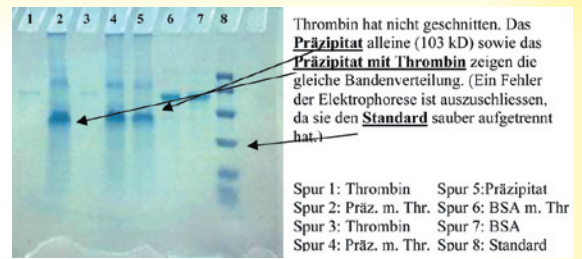 1 2 3 4 5 6 7 8
Thrombin hat nicht geschnitten. Das
Präzipitat alleine (103 kD) sowie das
Präzipitat mit Thrombin zeigen die
gleiche Bandenverteilung. (Ein Fehler
der Elektrophorese ist auszuschliessen,
da sie den Standard sauber aufgetrennt
hat.)
Spur 1: Thrombin Spur 5:Präzipitat
Spur 2: Präz. m. Thr. Spur 6: BSA m. Thr
Spur 3: Thrombin Spur 7: BSA
Spur 4: Präz. m. Thr. Spur 8: Standard